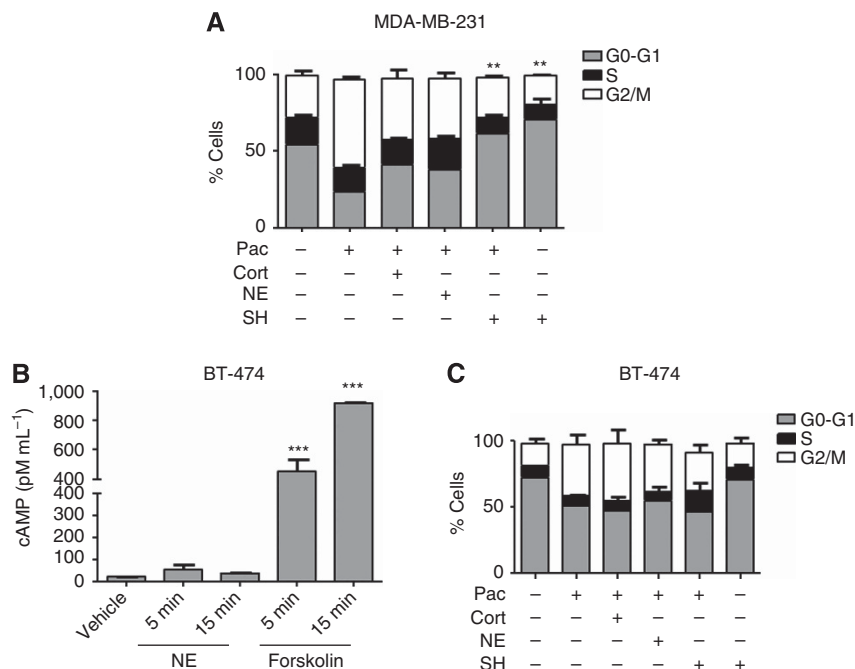 A
MDA-MB-231
** **
G0-G1
S
G2/M
100
50
0
% Cells
Pac – + + + + –
Cort – – + – – –
NE – – – + – –
SH – – – – + +
B
BT-474
1,000
800
600
400
400
300
200
100
0
cAMP (pM mL⁻¹)
***
***
Vehicle
5 min
15 min
5 min
15 min
NE
Forskolin
C
BT-474
G0-G1
S
G2/M
100
50
0
% Cells
Pac – + + + + –
Cort – – + – – –
NE – – – + – –
SH – – – – + +